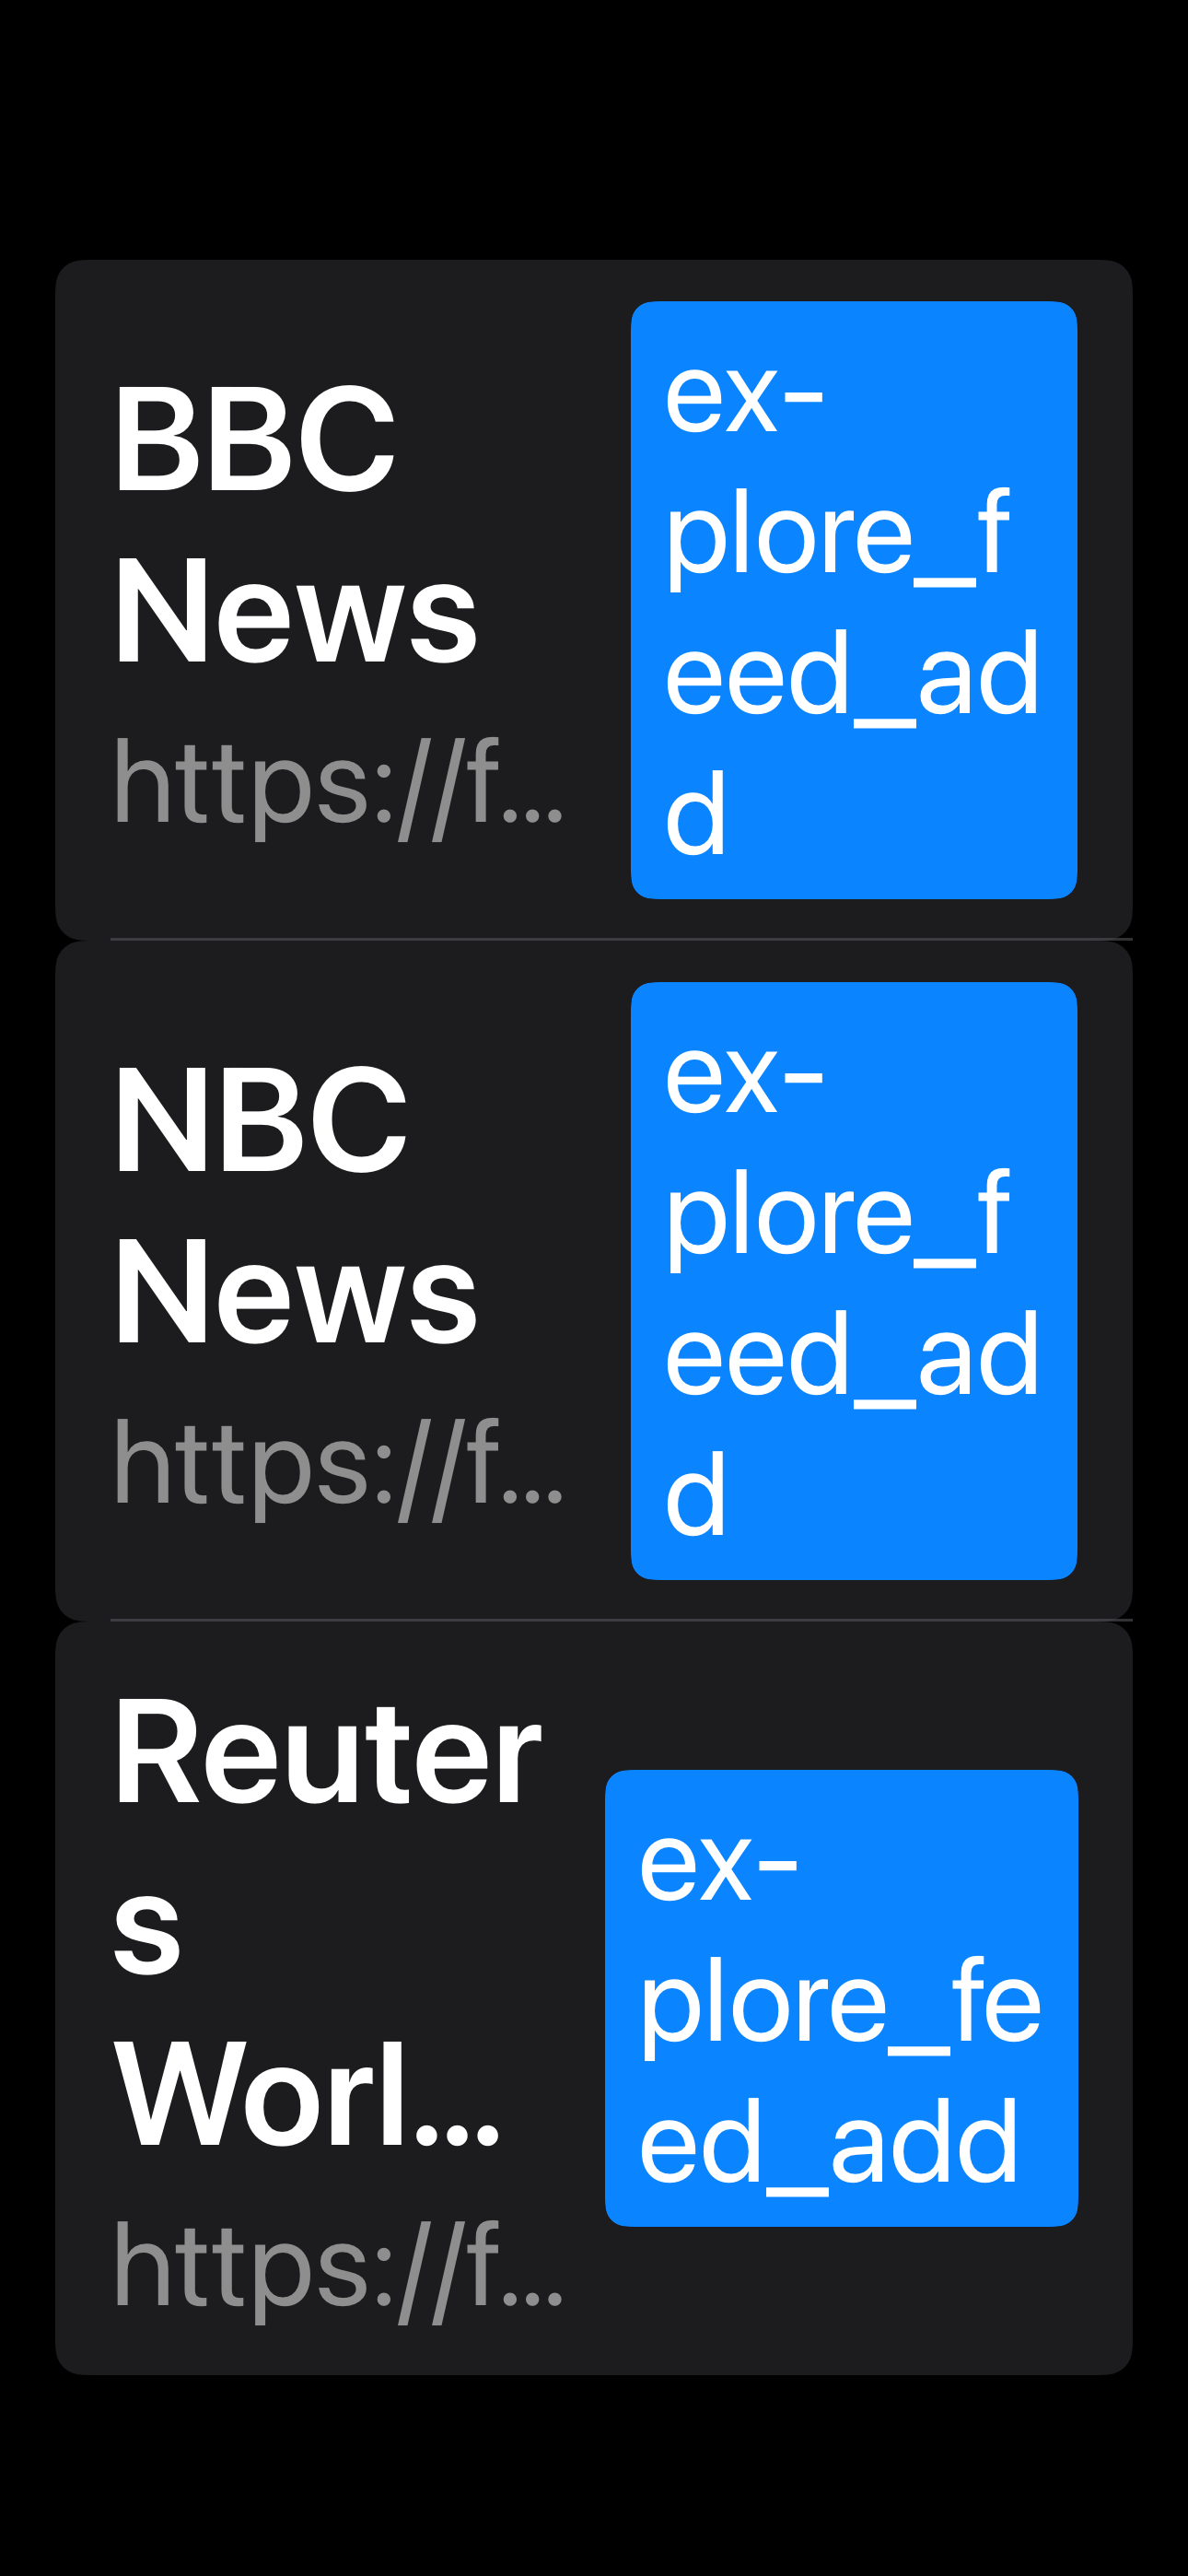 BBC
News
https://f…
ex-
plore_f
eed_ad
d
NBC
News
https://f…
ex-
plore_f
eed_ad
d
Reuter
s
Worl…
https://f…
ex-
plore_fe
ed_add